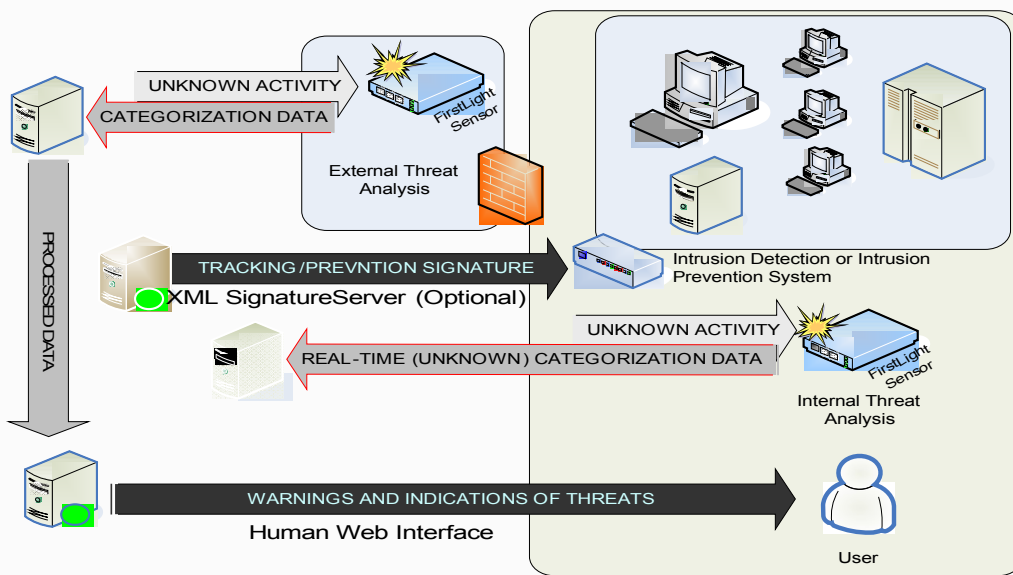 UNKNOWN ACTIVITY
CATEGORIZATION DATA
FirstLight
Sensor
External Threat
Analysis
PROCESSED DATA
TRACKING /PREVNTION SIGNATURE
XML SignatureServer (Optional)
Intrusion Detection or Intrusion
Prevention System
UNKNOWN ACTIVITY
REAL-TIME (UNKNOWN) CATEGORIZATION DATA
FirstLight
Sensor
Internal Threat
Analysis
WARNINGS AND INDICATIONS OF THREATS
Human Web Interface
User